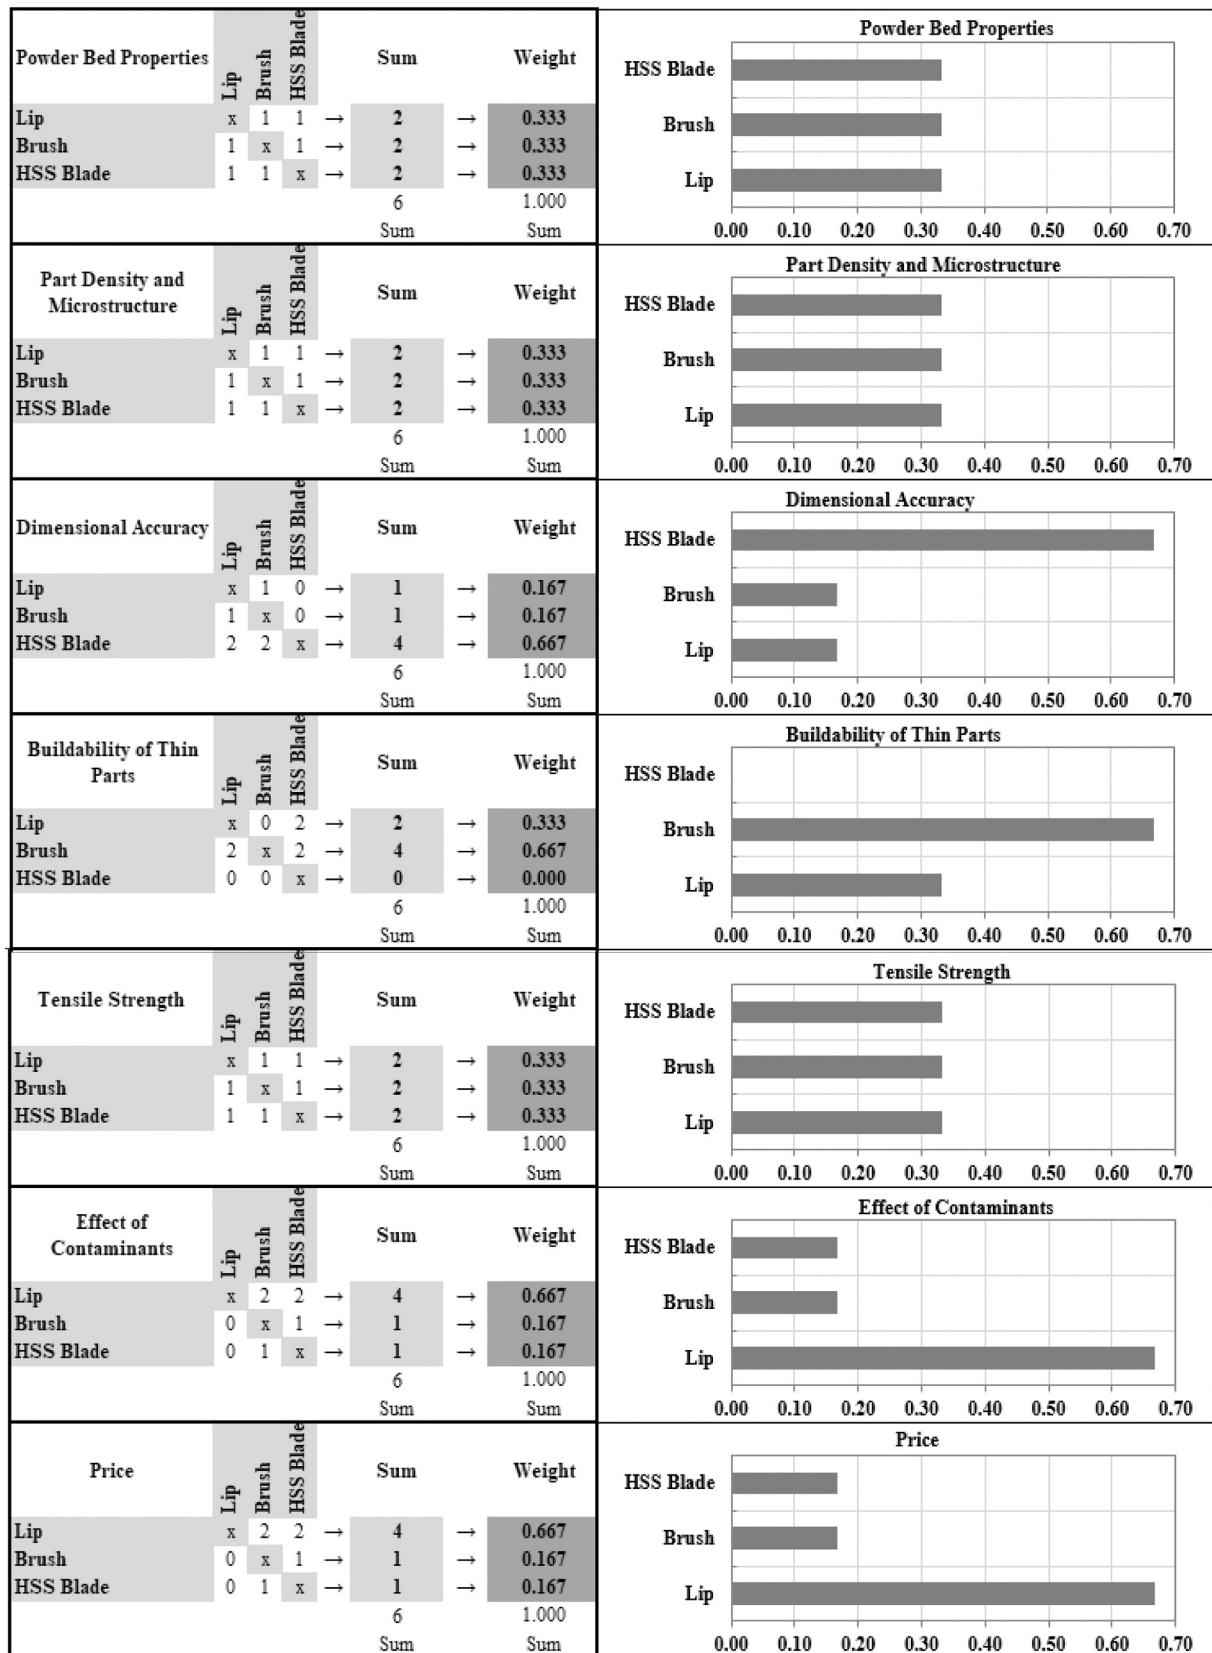 Powder Bed Properties Lip Brush HSS Blade Sum Weight
Lip x 1 1 → 2 → 0.333
Brush 1 x 1 → 2 → 0.333
HSS Blade 1 1 x → 2 → 0.333
6 1.000
Sum Sum
Powder Bed Properties
HSS Blade
Brush
Lip
0.00 0.10 0.20 0.30 0.40 0.50 0.60 0.70
Part Density and
Microstructure Lip Brush HSS Blade Sum Weight
Lip x 1 1 → 2 → 0.333
Brush 1 x 1 → 2 → 0.333
HSS Blade 1 1 x → 2 → 0.333
6 1.000
Sum Sum
Part Density and Microstructure
HSS Blade
Brush
Lip
0.00 0.10 0.20 0.30 0.40 0.50 0.60 0.70
Dimensional Accuracy Lip Brush HSS Blade Sum Weight
Lip x 1 0 → 1 → 0.167
Brush 1 x 0 → 1 → 0.167
HSS Blade 2 2 x → 4 → 0.667
6 1.000
Sum Sum
Dimensional Accuracy
HSS Blade
Brush
Lip
0.00 0.10 0.20 0.30 0.40 0.50 0.60 0.70
Buildability of Thin
Parts Lip Brush HSS Blade Sum Weight
Lip x 0 2 → 2 → 0.333
Brush 2 x 2 → 4 → 0.667
HSS Blade 0 0 x → 0 → 0.000
6 1.000
Sum Sum
Buildability of Thin Parts
HSS Blade
Brush
Lip
0.00 0.10 0.20 0.30 0.40 0.50 0.60 0.70
Tensile Strength Lip Brush HSS Blade Sum Weight
Lip x 1 1 → 2 → 0.333
Brush 1 x 1 → 2 → 0.333
HSS Blade 1 1 x → 2 → 0.333
6 1.000
Sum Sum
Tensile Strength
HSS Blade
Brush
Lip
0.00 0.10 0.20 0.30 0.40 0.50 0.60 0.70
Effect of
Contaminants Lip Brush HSS Blade Sum Weight
Lip x 2 2 → 4 → 0.667
Brush 0 x 1 → 1 → 0.167
HSS Blade 0 1 x → 1 → 0.167
6 1.000
Sum Sum
Effect of Contaminants
HSS Blade
Brush
Lip
0.00 0.10 0.20 0.30 0.40 0.50 0.60 0.70
Price Lip Brush HSS Blade Sum Weight
Lip x 2 2 → 4 → 0.667
Brush 0 x 1 → 1 → 0.167
HSS Blade 0 1 x → 1 → 0.167
6 1.000
Sum Sum
Price
HSS Blade
Brush
Lip
0.00 0.10 0.20 0.30 0.40 0.50 0.60 0.70